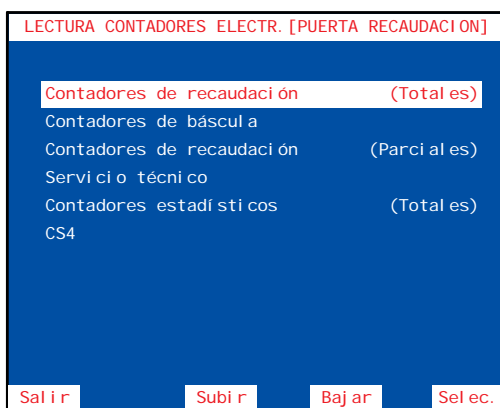 LECTURA CONTADORES ELECTR.[PUERTA RECAUDACION]
Contadores de recaudación (Totales)
Contadores de báscula
Contadores de recaudación (Parciales)
Servicio técnico
Contadores estadísticos (Totales)
CS4
Salir Subir Bajar Selec.